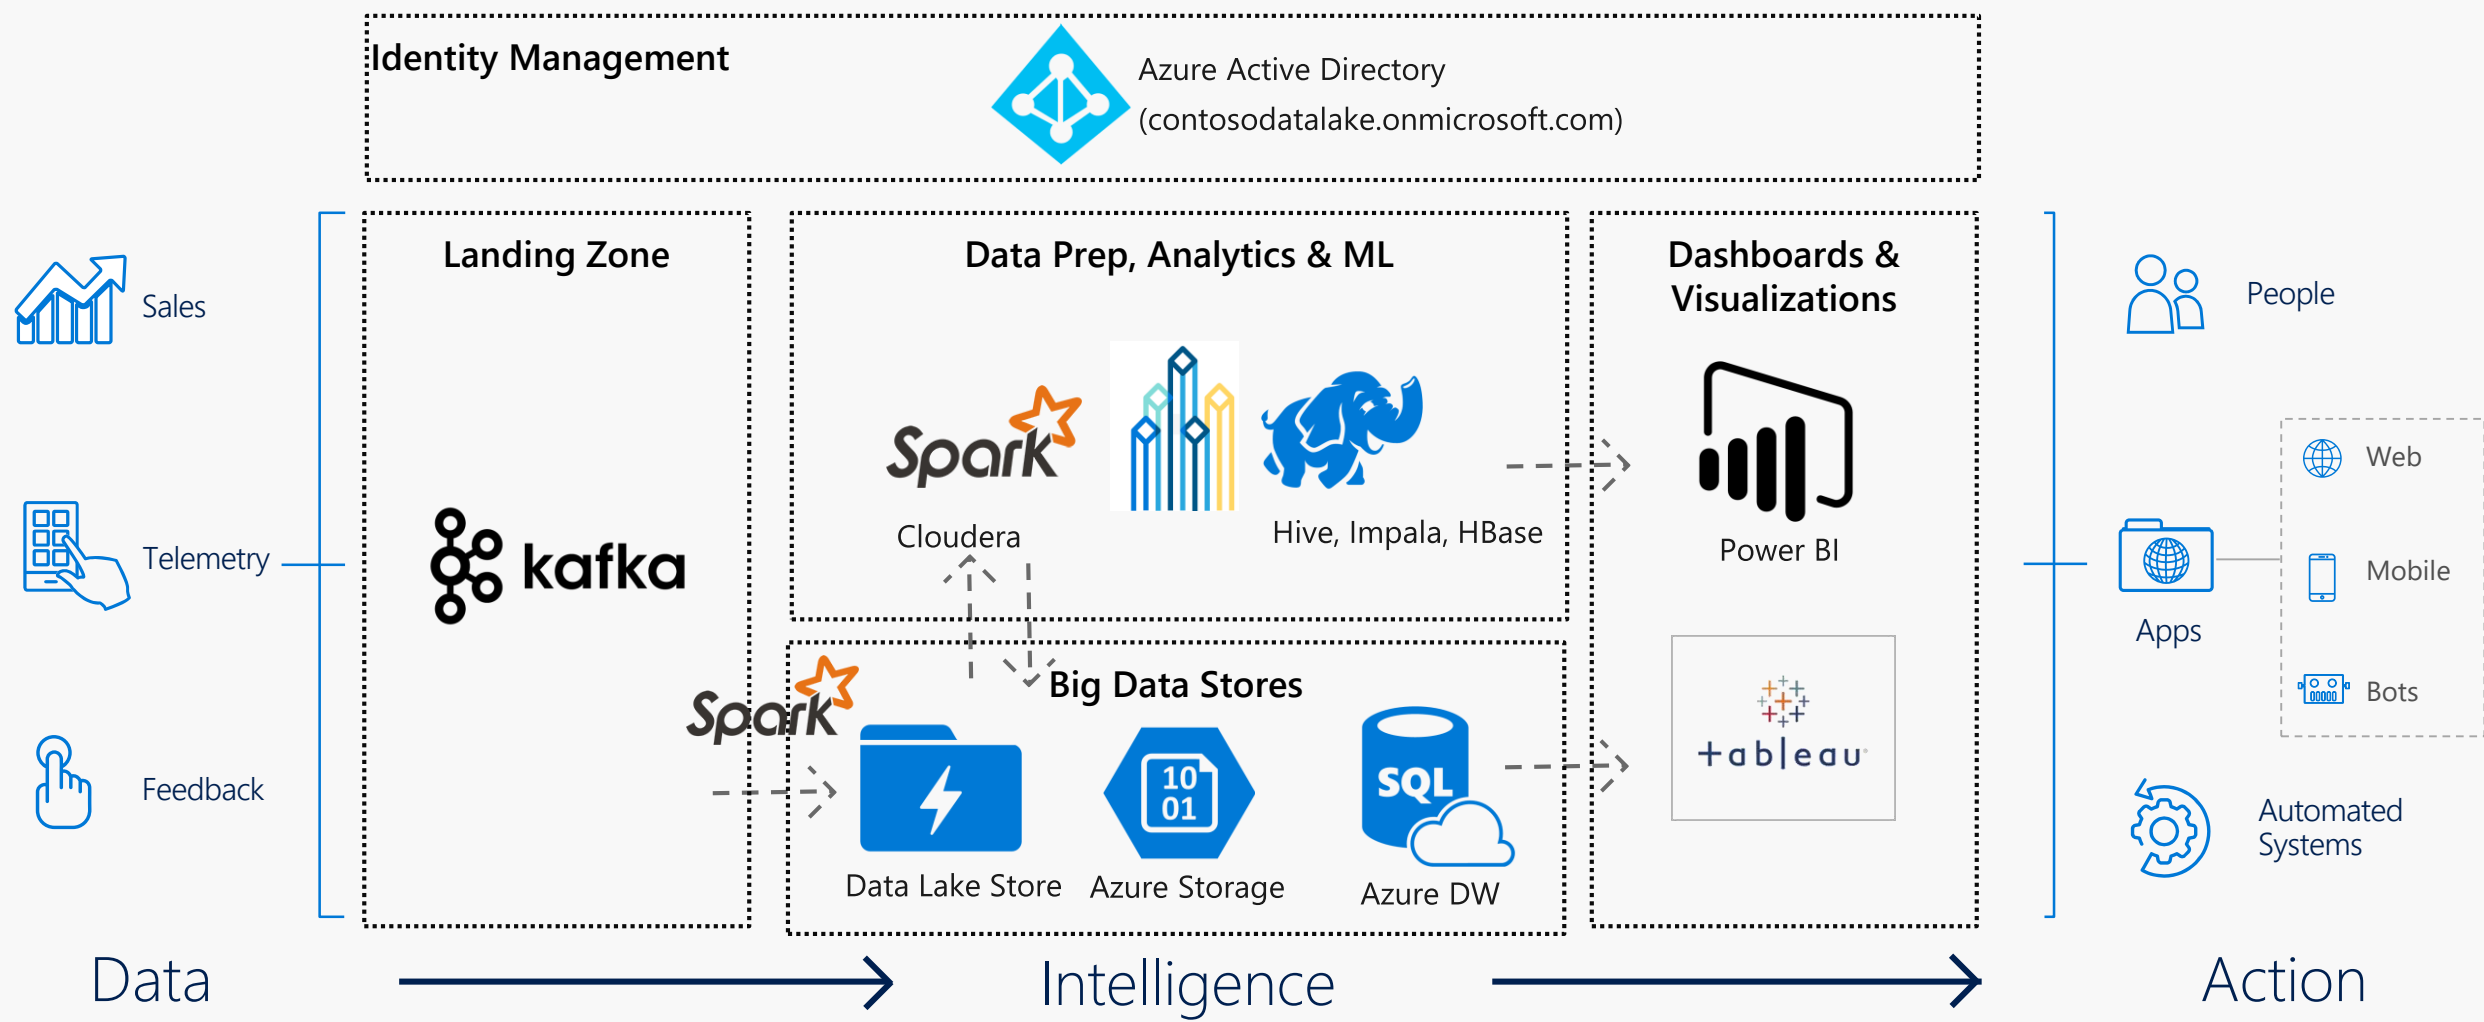 Identity Management
Azure Active Directory
(contosodatalake.onmicrosoft.com)
Sales
Telemetry
Feedback
Landing Zone
kafka
Spark
Data Prep, Analytics & ML
Spark
Cloudera
Hive, Impala, HBase
Big Data Stores
Data Lake Store
10
01
Azure Storage
SQL
Azure DW
Dashboards &
Visualizations
Power BI
+ableau
People
Apps
Web
Mobile
Bots
Automated
Systems
Data
Intelligence
Action